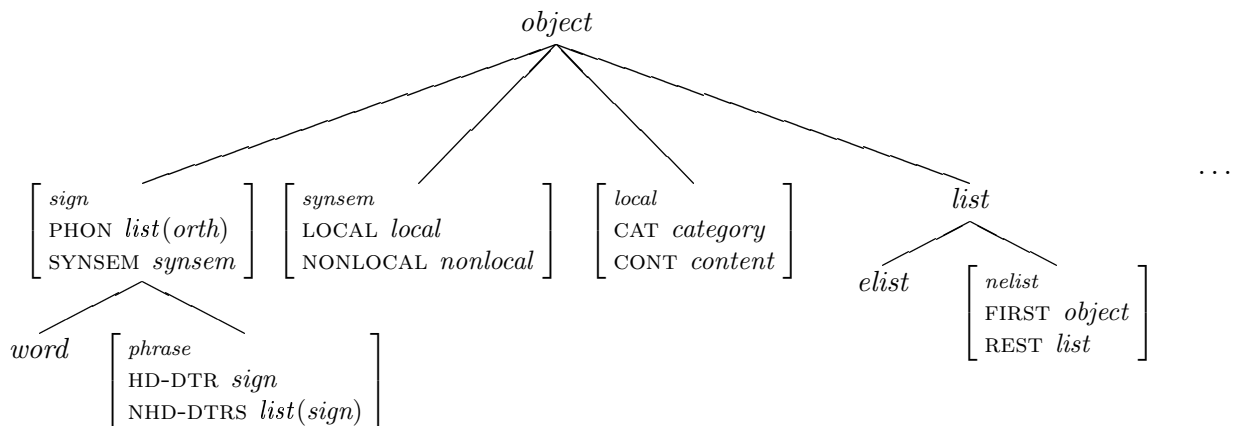 object
sign
PHON list(orth)
SYNSEM synsem
synsem
LOCAL local
NONLOCAL nonlocal
local
CAT category
CONT content
list
...
word
phrase
HD-DTR sign
NHD-DTRS list(sign)
elist
nelist
FIRST object
REST list